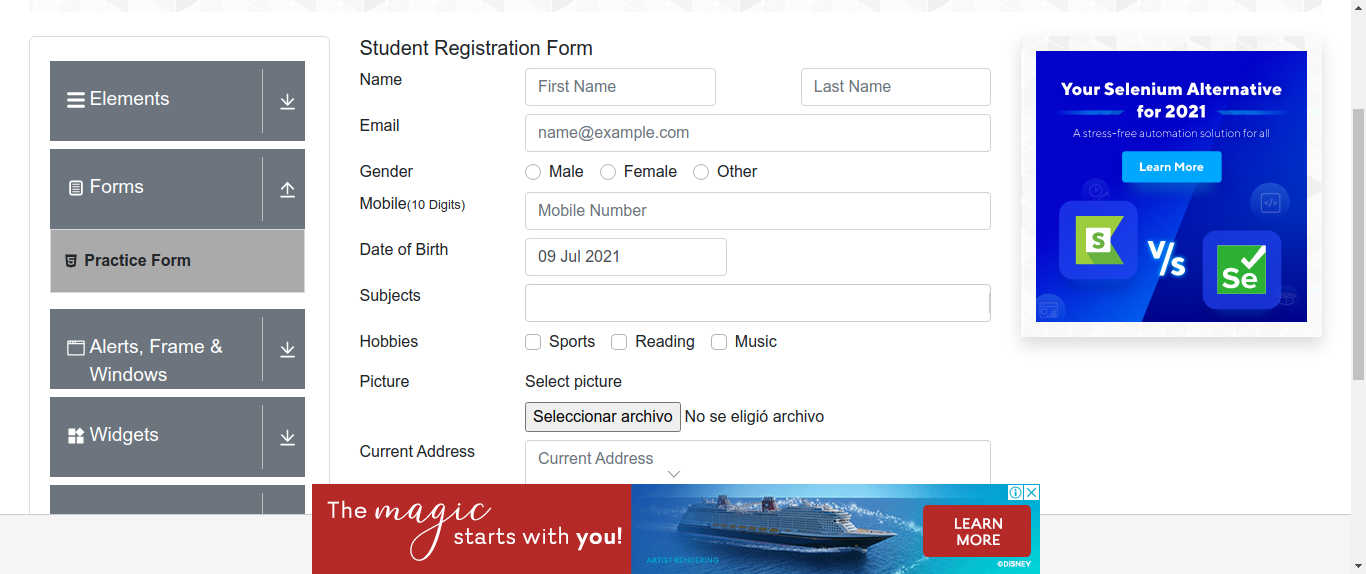 Elements
Forms
Practice Form
Alerts, Frame &
Windows
Widgets
Student Registration Form
Name
First Name
Last Name
Email
name@example.com
Gender
Male
Female
Other
Mobile(10 Digits)
Mobile Number
Date of Birth
09 Jul 2021
Subjects
Hobbies
Sports
Reading
Music
Picture
Select picture
Seleccionar archivo No se eligió archivo
Current Address
Current Address
Your Selenium Alternative
for 2021
A stress-free automation solution for all
Learn More
S
V/s
Se
The magic
starts with you!
ARTIST RENDERING
LEARN
MORE
©DISNEY